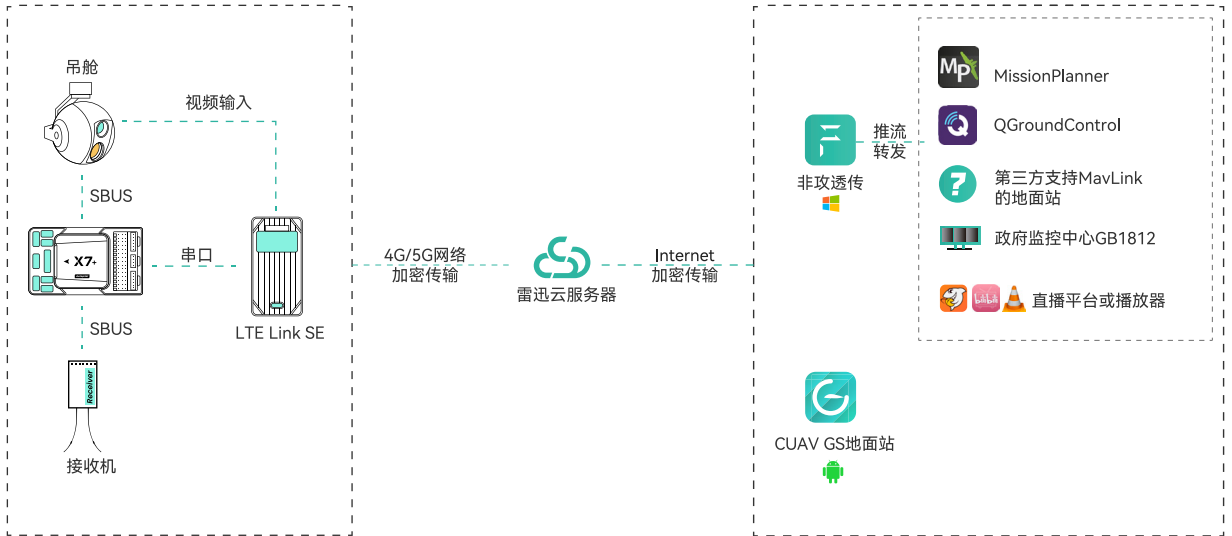 吊舱
视频输入
SBUS
X7+
串口
SBUS
LTE Link SE
Receiver
接收机
4G/5G网络
加密传输
雷迅云服务器
Internet
加密传输
非攻透传
推流
转发
MP
MissionPlanner
QGroundControl
?
第三方支持MavLink
的地面站
政府监控中心GB1812
bilibili
直播平台或播放器
CUAV GS地面站